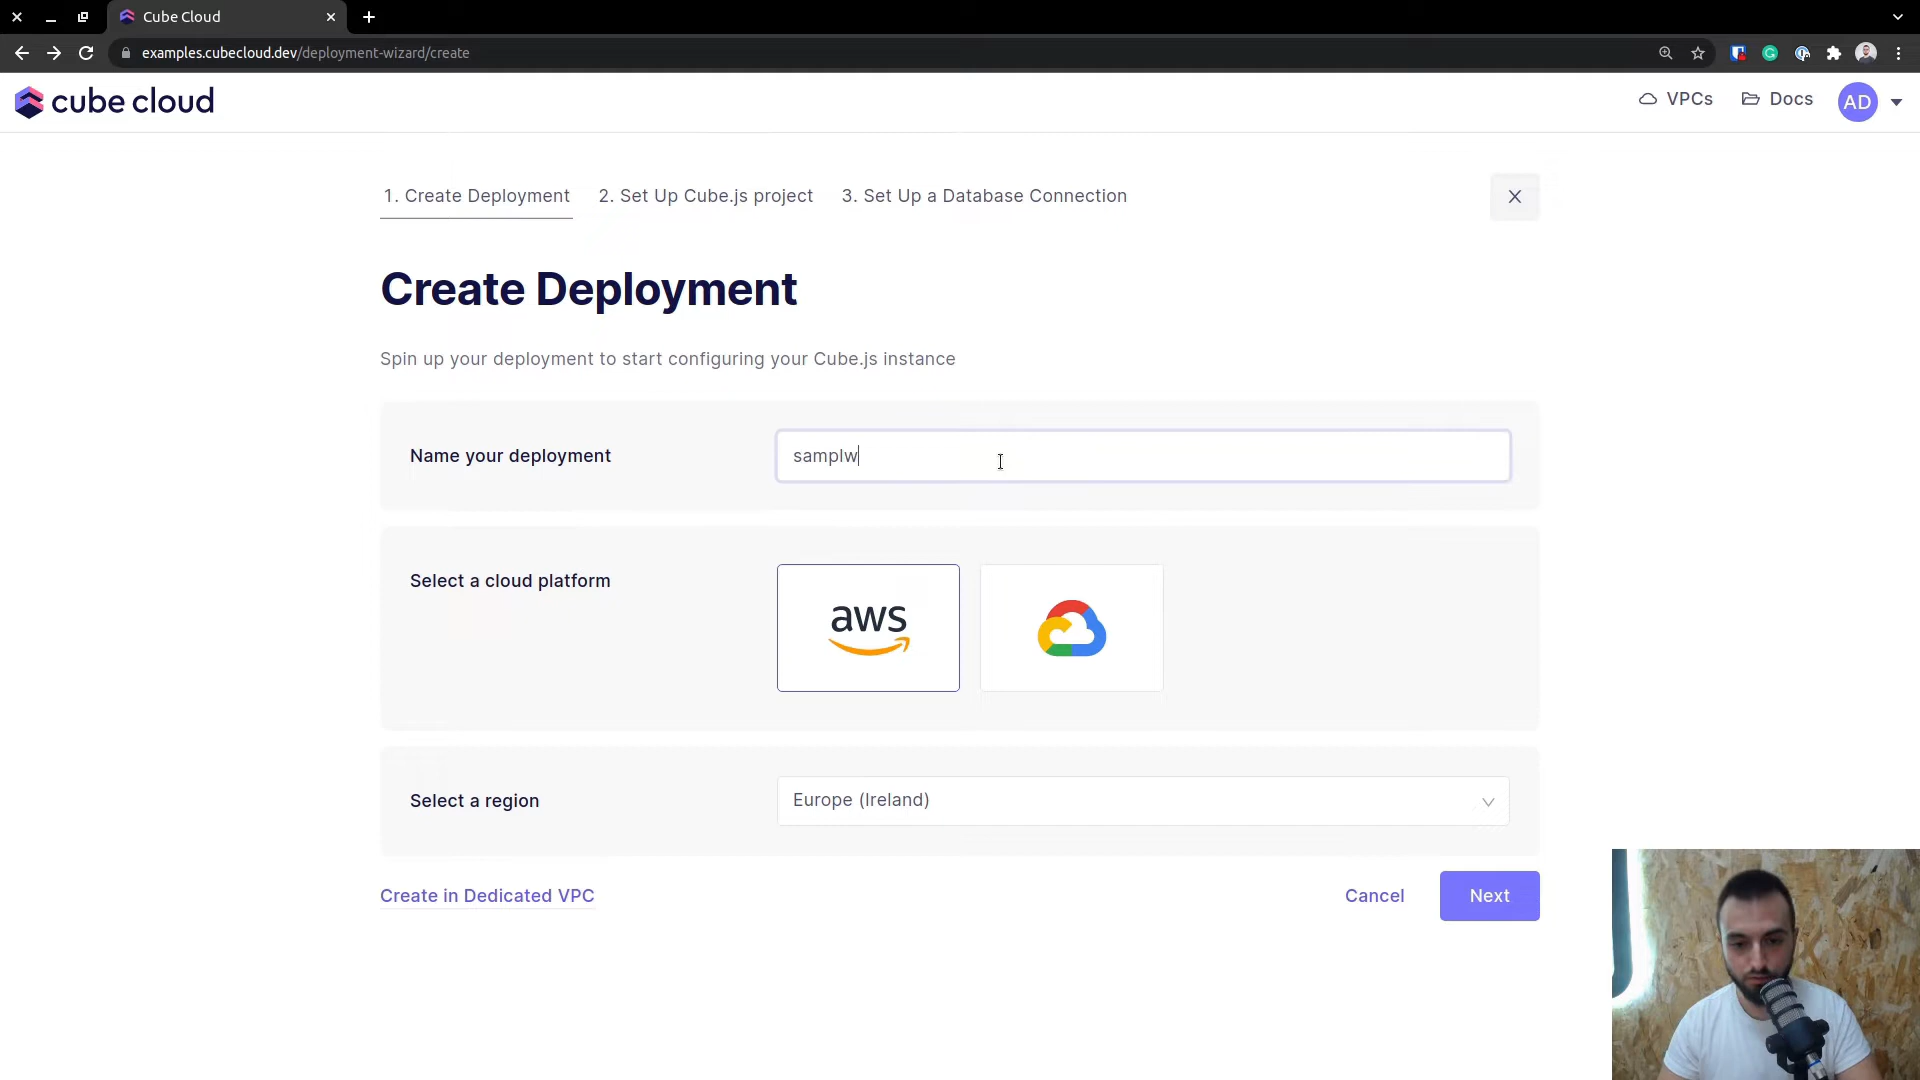 Cube Cloud
examples.cubecloud.dev/deployment-wizard/create
cube cloud
VPCs
Docs
AD
1. Create Deployment
2. Set Up Cube.js project
3. Set Up a Database Connection
Create Deployment
Spin up your deployment to start configuring your Cube.js instance
Name your deployment
samplw
Select a cloud platform
aws
Select a region
Europe (Ireland)
Create in Dedicated VPC
Cancel
Next